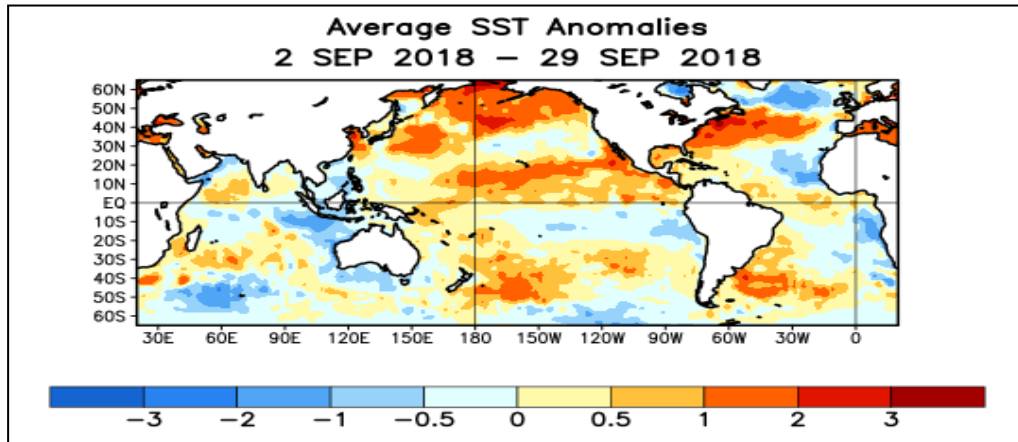 Average SST Anomalies
2 SEP 2018 – 29 SEP 2018
60N
50N
40N
30N
20N
10N
EQ
10S
20S
30S
40S
50S
60S
30E 60E 90E 120E 150E 180 150W 120W 90W 60W 30W 0
−3 −2 −1 −0.5 0 0.5 1 2 3